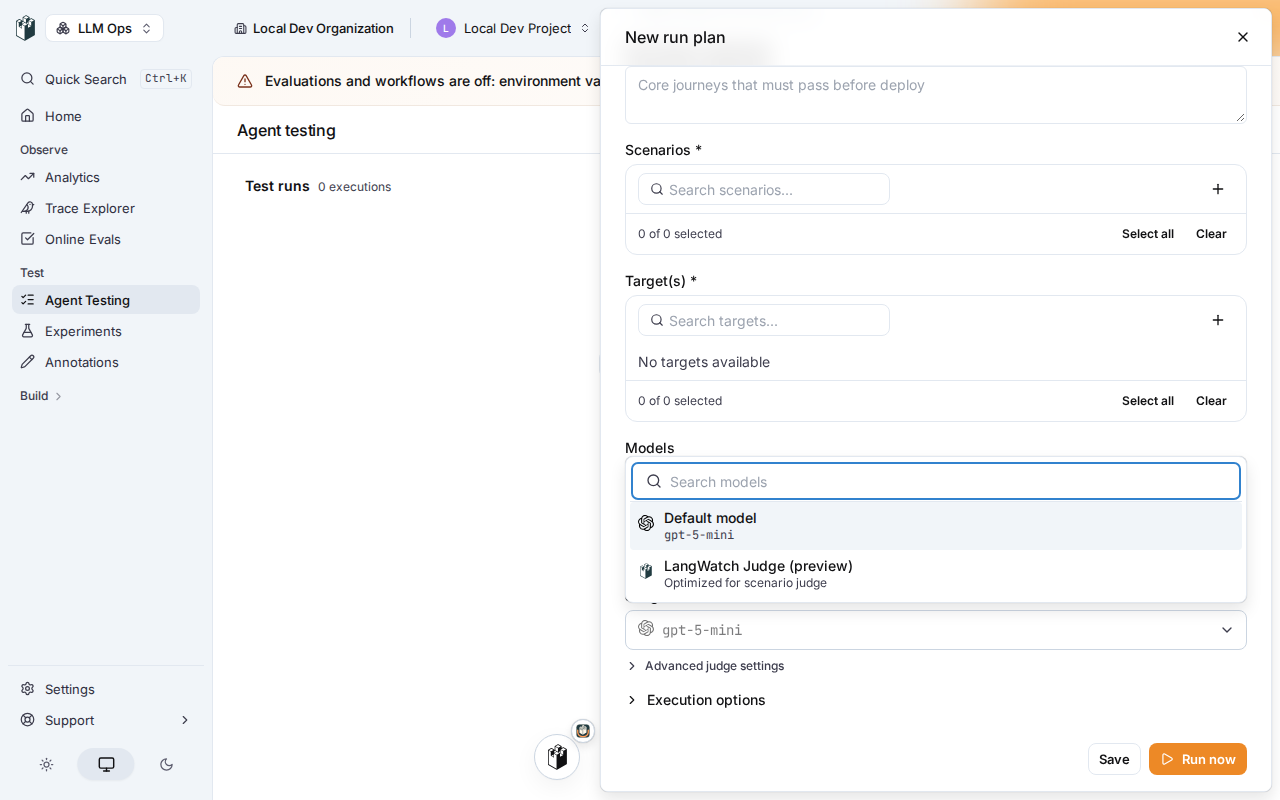 LLM Ops
Local Dev Organization
L
Local Dev Project
New run plan
Quick Search
Ctrl+K
Home
Observe
Analytics
Trace Explorer
Online Evals
Test
Agent Testing
Experiments
Annotations
Build
Settings
Support
Evaluations and workflows are off: environment va
Agent testing
Test runs 0 executions
Core journeys that must pass before deploy
Scenarios *
Search scenarios...
0 of 0 selected
Select all
Clear
Target(s) *
Search targets...
No targets available
0 of 0 selected
Select all
Clear
Models
Search models
Default model
gpt-5-mini
LangWatch Judge (preview)
Optimized for scenario judge
gpt-5-mini
Advanced judge settings
Execution options
Save
Run now